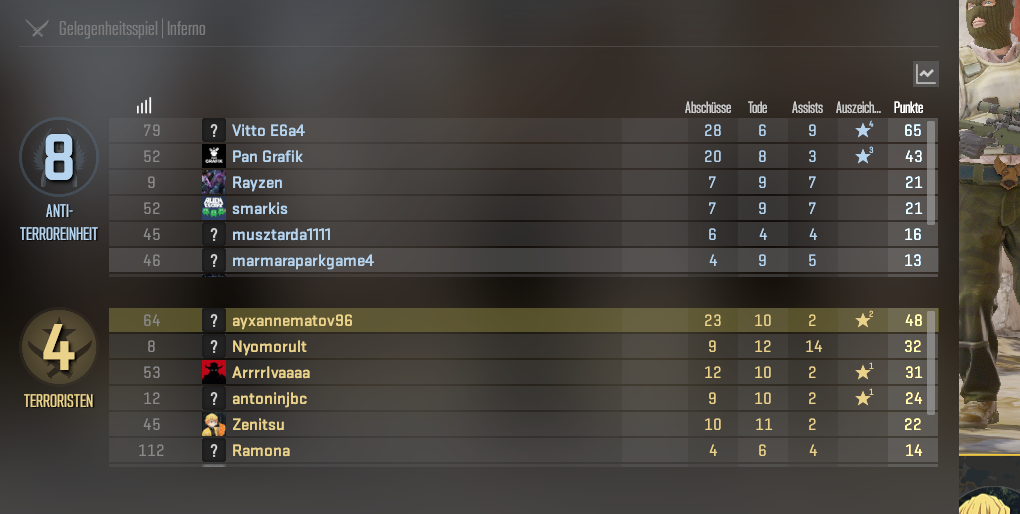 Gelegenheitsspiel | Inferno
Abschüsse Tode Assists Auszeich... Punkte
8
ANTI-
TERROREINHEIT
79 ? Vitto E6a4 28 6 9 ★4 65
52 Pan Grafik 20 8 3 ★3 43
9 Rayzen 7 9 7 21
52 smarkis 7 9 7 21
45 ? musztarda1111 6 4 4 16
46 ? marmaraparkgame4 4 9 5 13
4
TERRORISTEN
64 ? ayxannematov96 23 10 2 ★2 48
8 ? Nyomorult 9 12 14 32
53 ArrrrIvaaaa 12 10 2 ★1 31
12 ? antoninjbc 9 10 2 ★1 24
45 Zenitsu 10 11 2 22
112 ? Ramona 4 6 4 14